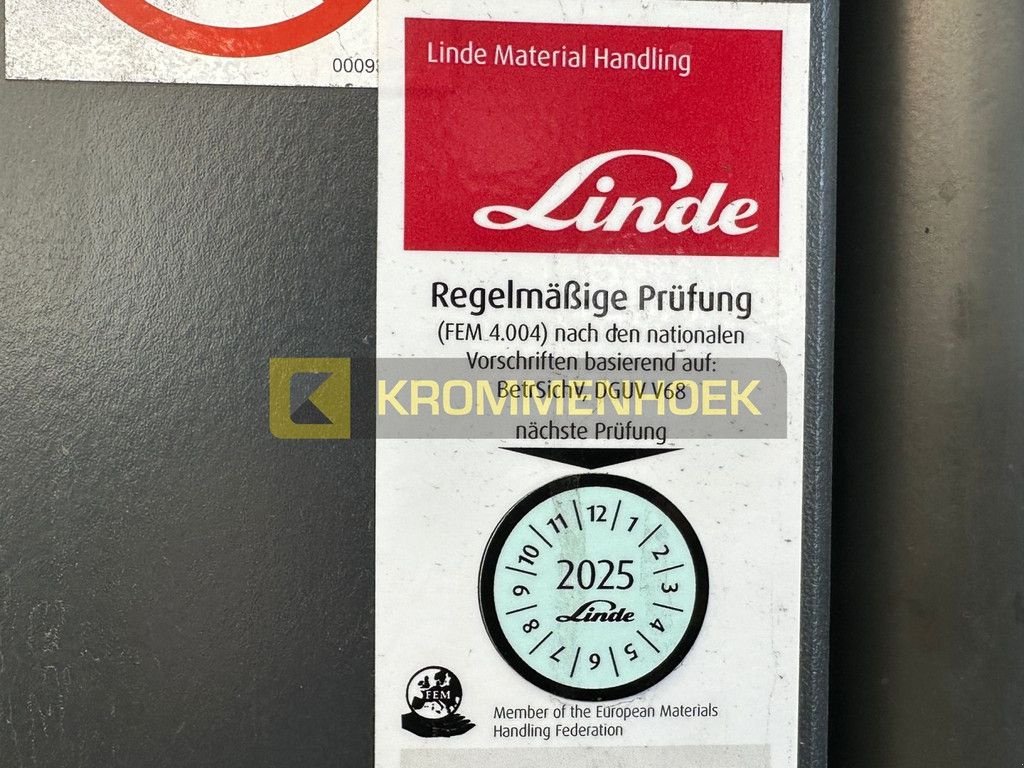 0009
Linde Material Handling
Linde
Regelmäßige Prüfung
(FEM 4.004) nach den nationalen
Vorschriften basierend auf:
BetrSichV, DGUV V68
KROMMENHOEK
nächste Prüfung
12
1
2
3
4
5
6
7
8
9
10
11
2025
Linde
FEM
Member of the European Materials
Handling Federation